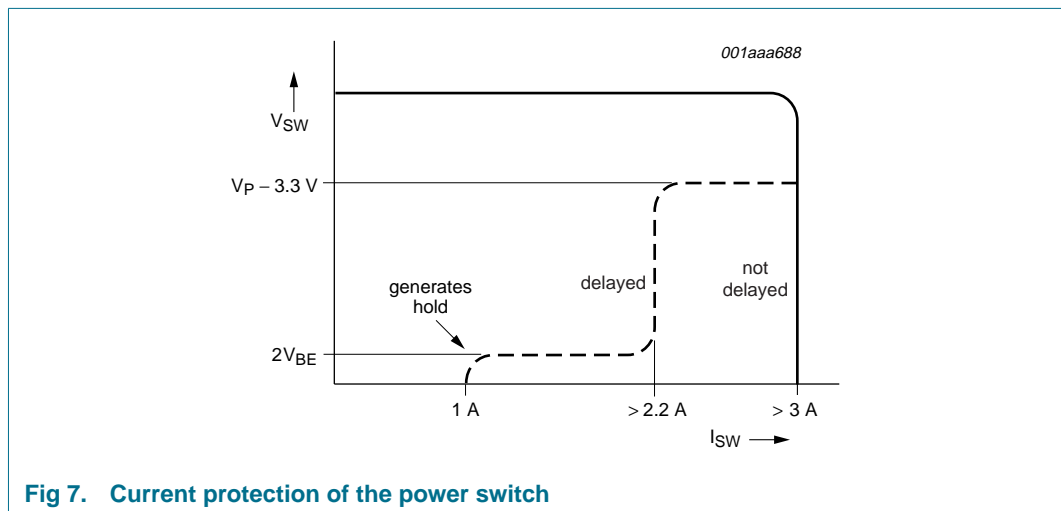 001aaa688
VSW
VP − 3.3 V
generates
hold
delayed
not
delayed
2VBE
1 A
> 2.2 A
> 3 A
ISW
Fig 7. Current protection of the power switch